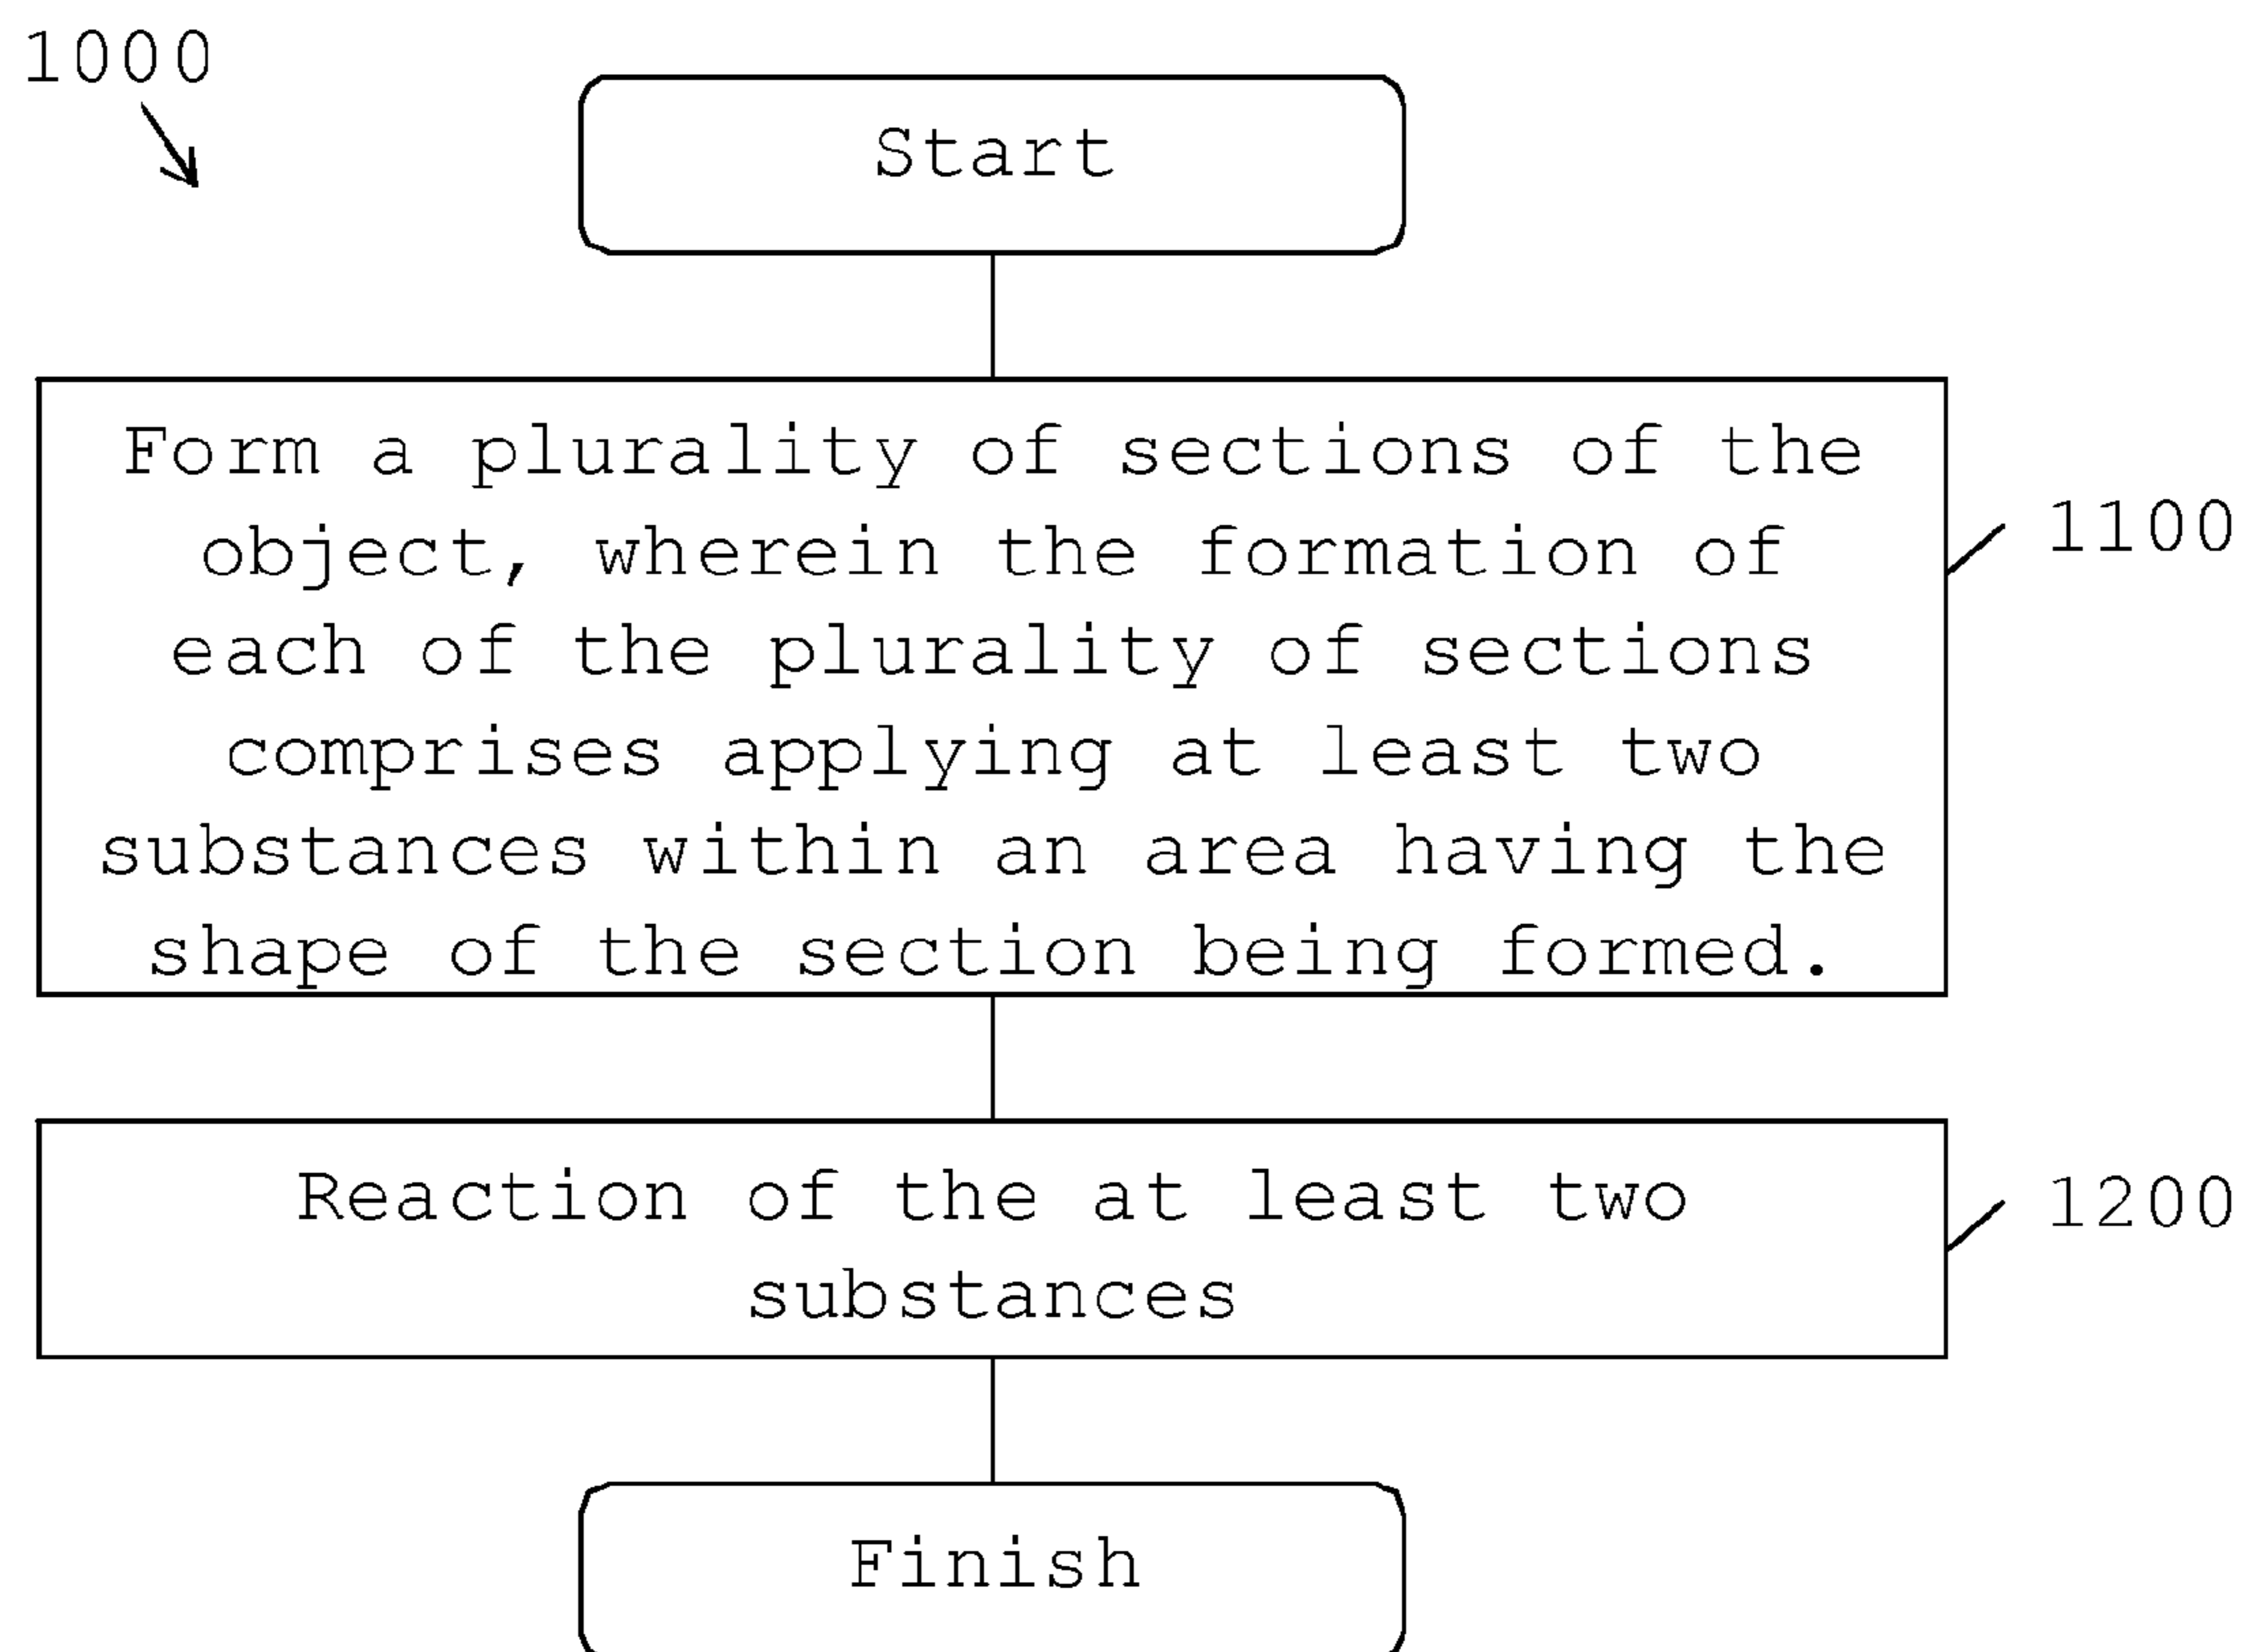 1000
Start
Form a plurality of sections of the
object, wherein the formation of
each of the plurality of sections
comprises applying at least two
substances within an area having the
shape of the section being formed.
1100
Reaction of the at least two
substances
1200
Finish